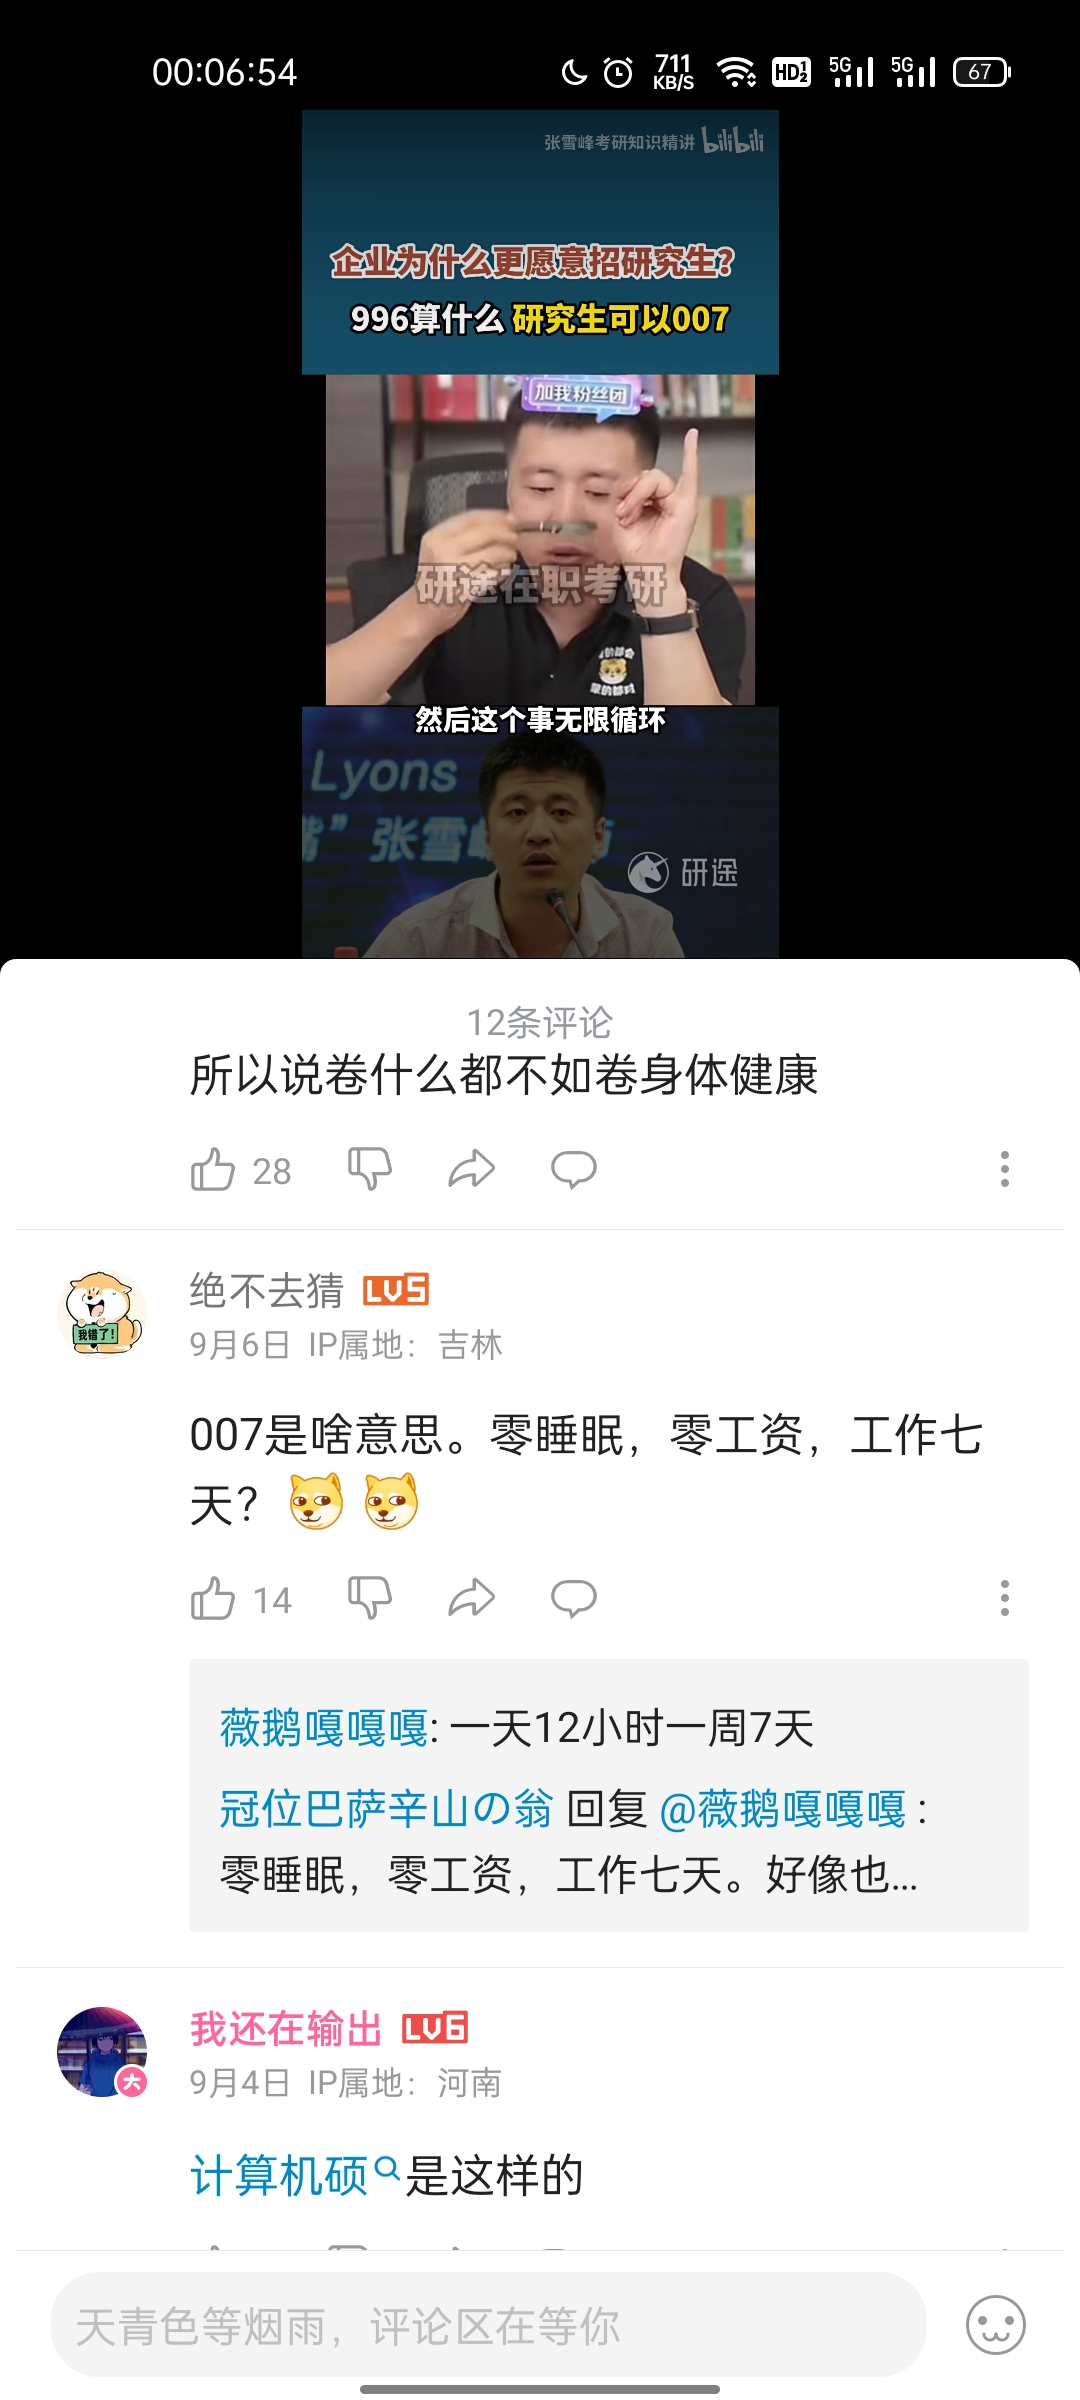 00:06:54
711
KB/S
HD
1
2
5G
5G
67
张雪峰考研知识精讲 bilibili
企业为什么更愿意招研究生?
996算什么 研究生可以007
加我粉丝团
研途在职考研
然后这个事无限循环
Lyons
嘴”张雪峰
研途
12条评论
所以说卷什么都不如卷身体健康
28
绝不去猜 LV5
我错了!
9月6日 IP属地：吉林
007是啥意思。零睡眠，零工资，工作七
天？
14
薇鹅嘎嘎嘎: 一天12小时一周7天
冠位巴萨辛山の翁 回复 @薇鹅嘎嘎嘎 :
零睡眠，零工资，工作七天。好像也...
我还在输出 LV6
大
9月4日 IP属地：河南
计算机硕是这样的
天青色等烟雨，评论区在等你